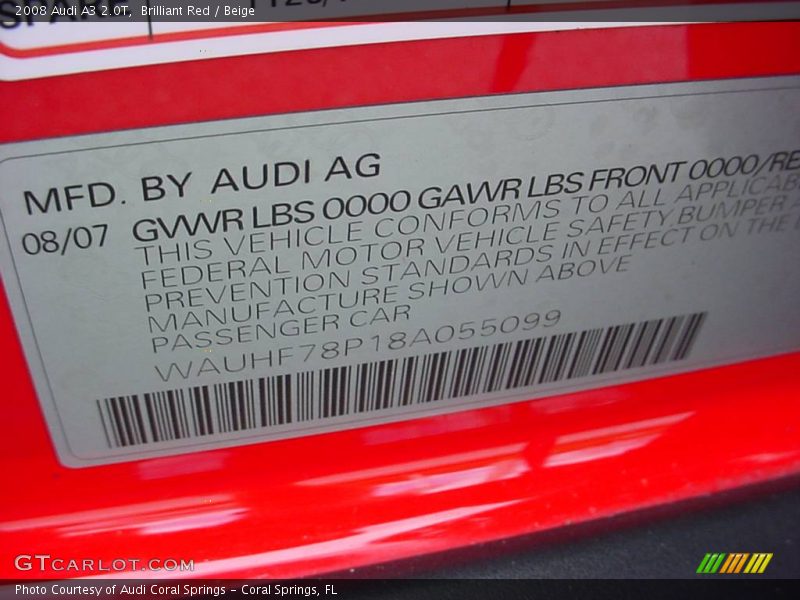 2008 Audi A3 2.0T, Brilliant Red / Beige
MFD. BY AUDI AG
08/07 GVWR LBS 0000 GAWR LBS FRONT 0000/RE
THIS VEHICLE CONFORMS TO ALL APPLICAB
FEDERAL MOTOR VEHICLE SAFETY BUMPER
PREVENTION STANDARDS IN EFFECT ON THE
MANUFACTURE SHOWN ABOVE
PASSENGER CAR
WAUHF78P18A055099
GTCARLOT.COM
Photo Courtesy of Audi Coral Springs - Coral Springs, FL